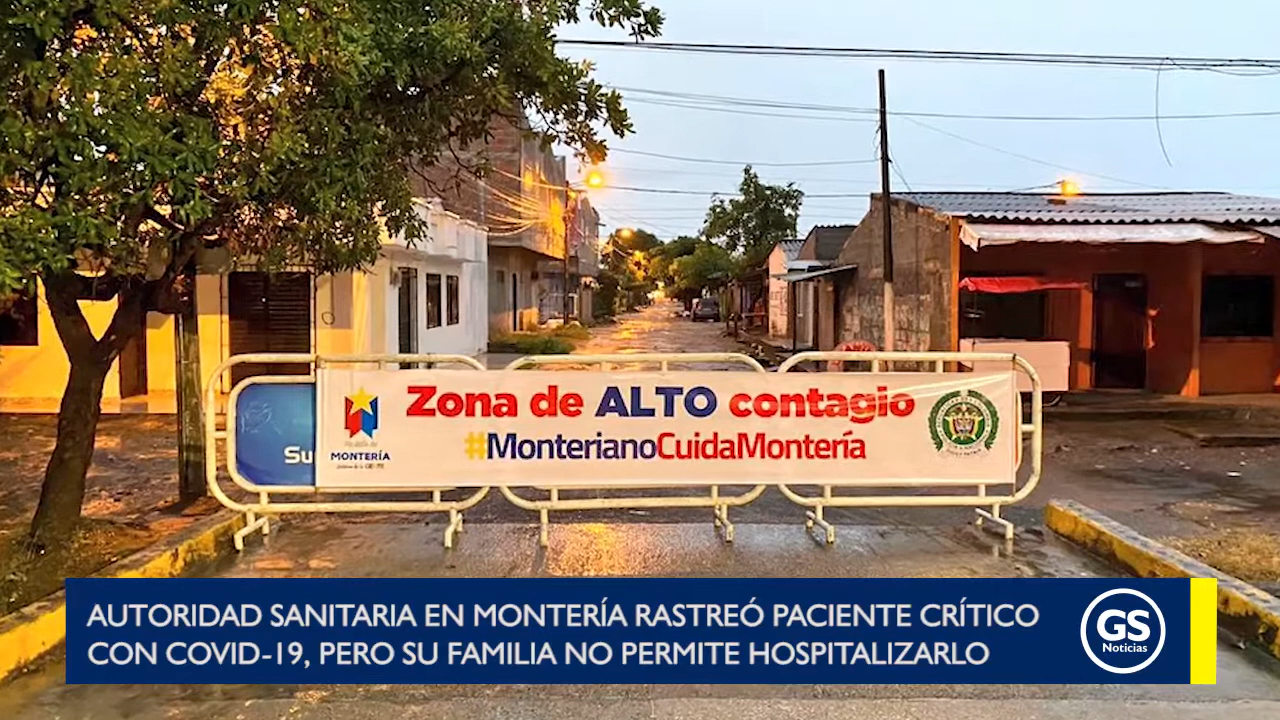 Zona de ALTO contagio
#MonterianoCuidaMontería
Su
MONTERÍA
AUTORIDAD SANITARIA EN MONTERÍA RASTREÓ PACIENTE CRÍTICO
CON COVID-19, PERO SU FAMILIA NO PERMITE HOSPITALIZARLO
GS
Noticias